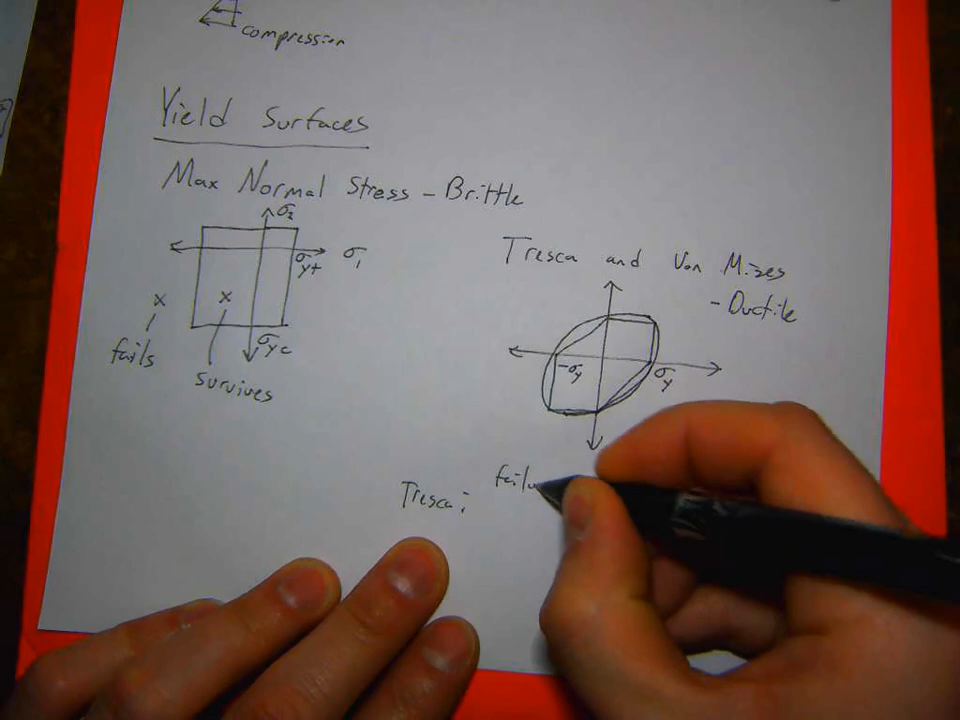 compression
Yield Surfaces
Max Normal Stress - Brittle
σ2
σyt
σ1
x
x
σyc
fails
survives
Tresca and Von Mises
- Ductile
-σy
σy
Tresca:
failu